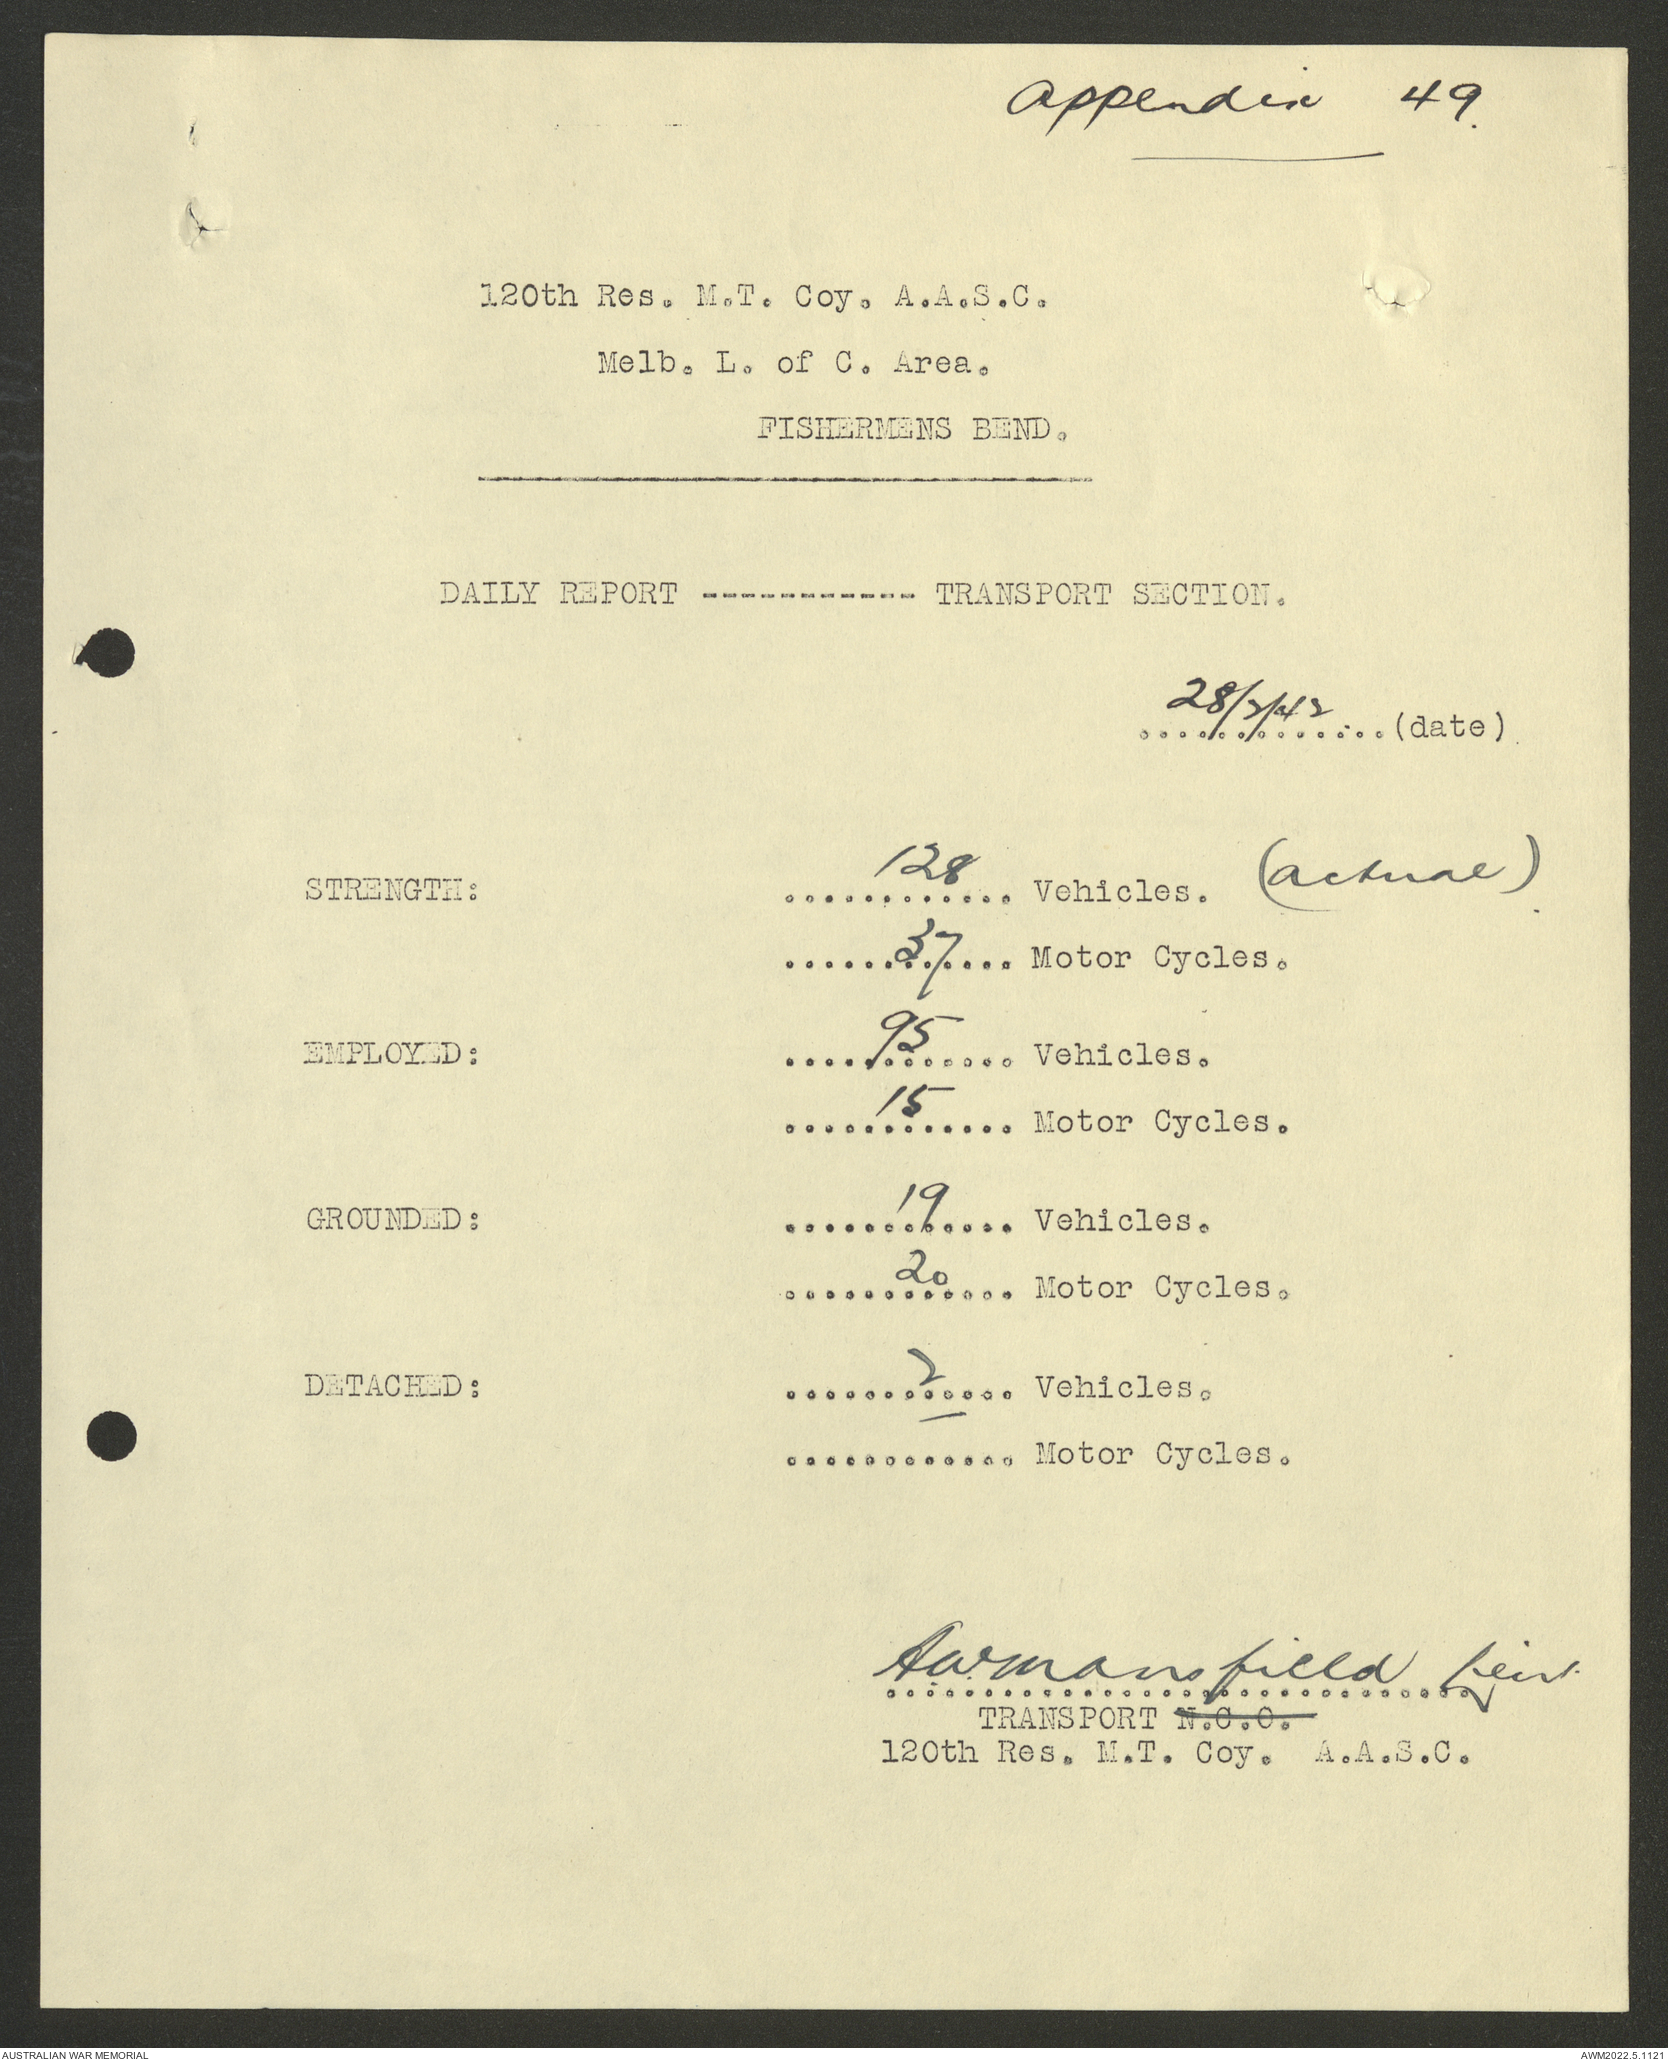 Appendix 49.
120th Res. M.T. Coy. A.A.S.C.
Melb. L. of C. Area.
FISHERMENS BEND.
DAILY REPORT ------------ TRANSPORT SECTION.
28/2/42 (date)
STRENGTH: 128 Vehicles. (actual)
37 Motor Cycles.
EMPLOYED: 95 Vehicles.
15 Motor Cycles.
GROUNDED: 19 Vehicles.
20 Motor Cycles.
DETACHED: 2 Vehicles.
............ Motor Cycles.
Mansfield Lieut
TRANSPORT N.C.O.
120th Res. M.T. Coy. A.A.S.C.
AUSTRALIAN WAR MEMORIAL
AWM2022.5.1121